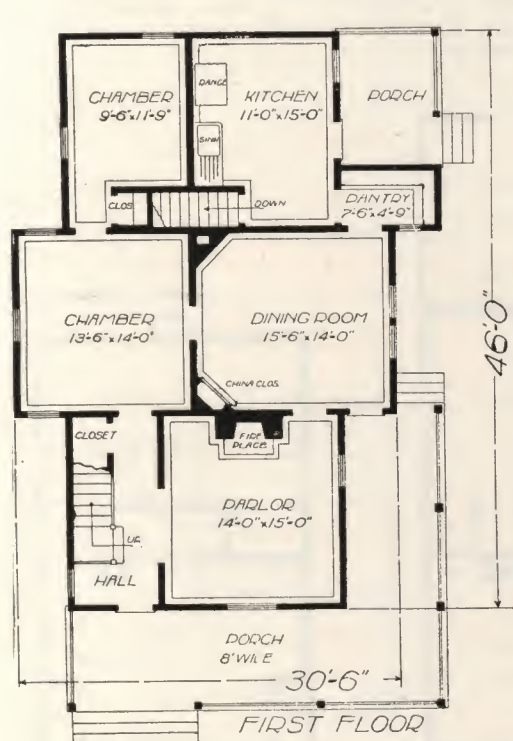 CHAMBER
9'-6"x11'-9"
RANGE
SINK
KITCHEN
11'-0"x15'-0"
PORCH
CLOS.
DOWN
PANTRY
7'-6"x4'-9"
CHAMBER
13'-6"x14'-0"
DINING ROOM
15'-6"x14'-0"
46'-0"
CHINA CLOS.
CLOSET
FIRE
PLACE
PARLOR
14'-0"x15'-0"
UP
HALL
PORCH
8' WIDE
30'-6"
FIRST FLOOR